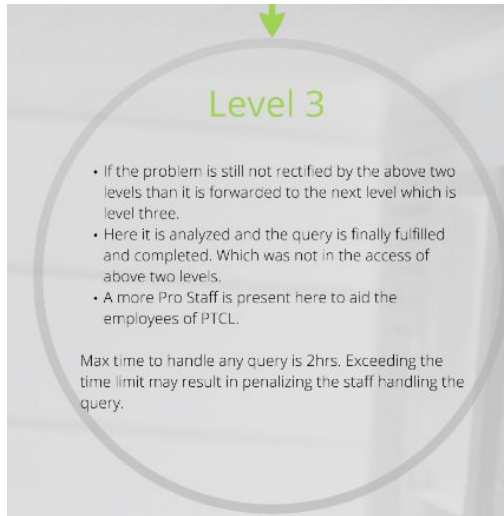 Level 3
• If the problem is still not rectified by the above two
levels than it is forwarded to the next level which is
level three.
• Here it is analyzed and the query is finally fulfilled
and completed. Which was not in the access of
above two levels.
• A more Pro Staff is present here to aid the
employees of PTCL.
Max time to handle any query is 2hrs. Exceeding the
time limit may result in penalizing the staff handling the
query.